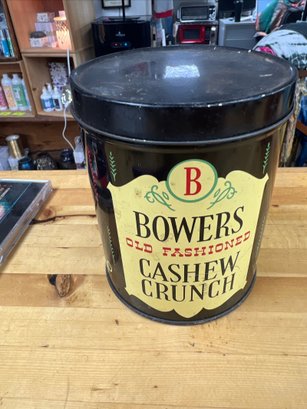 B
BOWERS
OLD FASHIONED
CASHEW
CRUNCH